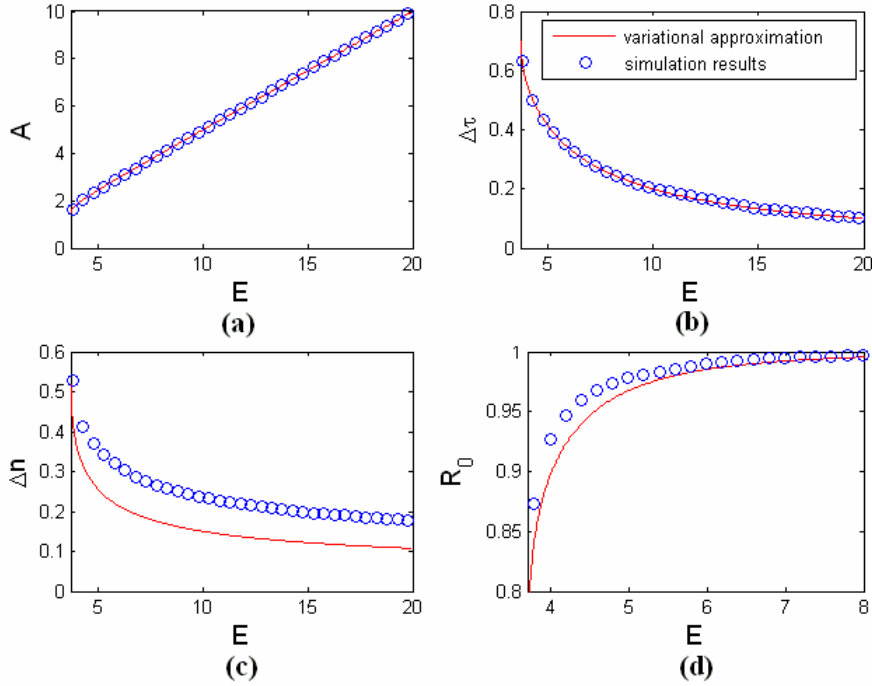 10
8
6
4
2
0
A
5
10
15
20
E
(a)
0.8
0.6
0.4
0.2
0
Δτ
variational approximation
simulation results
5
10
15
20
E
(b)
0.6
0.5
0.4
0.3
0.2
0.1
0
Δn
5
10
15
20
E
(c)
1
0.95
0.9
0.85
0.8
R₀
4
5
6
7
8
E
(d)